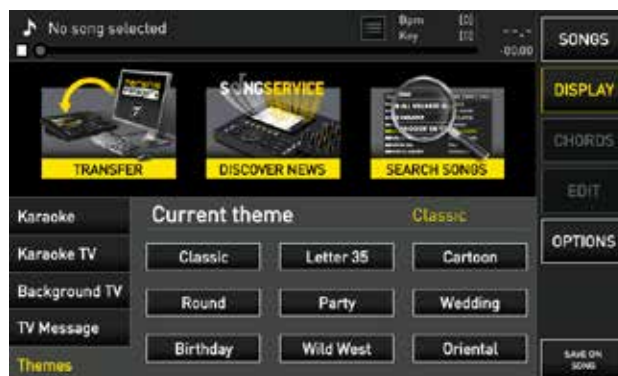 No song selected
Bpm [0]
Key [0]
--.-
-00:00
SONGS
DISPLAY
CHORDS
EDIT
OPTIONS
SAVE ON
SONG
SONGSERVICE
TRANSFER
DISCOVER NEWS
SEARCH SONGS
Karaoke
Karaoke TV
Background TV
TV Message
Themes
Current theme
Classic
Classic
Letter 35
Cartoon
Round
Party
Wedding
Birthday
Wild West
Oriental